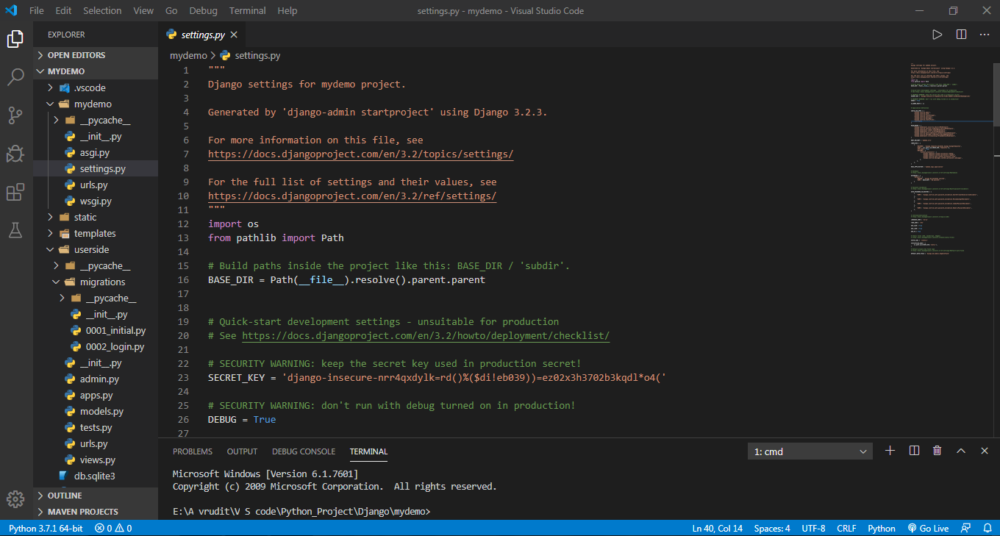 File Edit Selection View Go Debug Terminal Help
settings.py - mydemo - Visual Studio Code
EXPLORER
OPEN EDITORS
MYDEMO
.vscode
mydemo
__pycache__
__init__.py
asgi.py
settings.py
urls.py
wsgi.py
static
templates
userside
__pycache__
migrations
__pycache__
__init__.py
0001_initial.py
0002_login.py
__init__.py
admin.py
apps.py
models.py
tests.py
urls.py
views.py
db.sqlite3
OUTLINE
MAVEN PROJECTS
settings.py
mydemo > settings.py
1 """
2 Django settings for mydemo project.
3
4 Generated by 'django-admin startproject' using Django 3.2.3.
5
6 For more information on this file, see
7 https://docs.djangoproject.com/en/3.2/topics/settings/
8
9 For the full list of settings and their values, see
10 https://docs.djangoproject.com/en/3.2/ref/settings/
11 """
12 import os
13 from pathlib import Path
14
15 # Build paths inside the project like this: BASE_DIR / 'subdir'.
16 BASE_DIR = Path(__file__).resolve().parent.parent
17
18
19 # Quick-start development settings - unsuitable for production
20 # See https://docs.djangoproject.com/en/3.2/howto/deployment/checklist/
21
22 # SECURITY WARNING: keep the secret key used in production secret!
23 SECRET_KEY = 'django-insecure-nrr4qxdylk=rd()%($di!eb039))=ez02x3h3702b3kqdl*o4('
24
25 # SECURITY WARNING: don't run with debug turned on in production!
26 DEBUG = True
27
PROBLEMS OUTPUT DEBUG CONSOLE TERMINAL
1: cmd
Microsoft Windows [Version 6.1.7601]
Copyright (c) 2009 Microsoft Corporation.  All rights reserved.
E:\A vrudit\V S code\Python_Project\Django\mydemo>
Python 3.7.1 64-bit 0 0 Ln 40, Col 14 Spaces: 4 UTF-8 CRLF Python Go Live